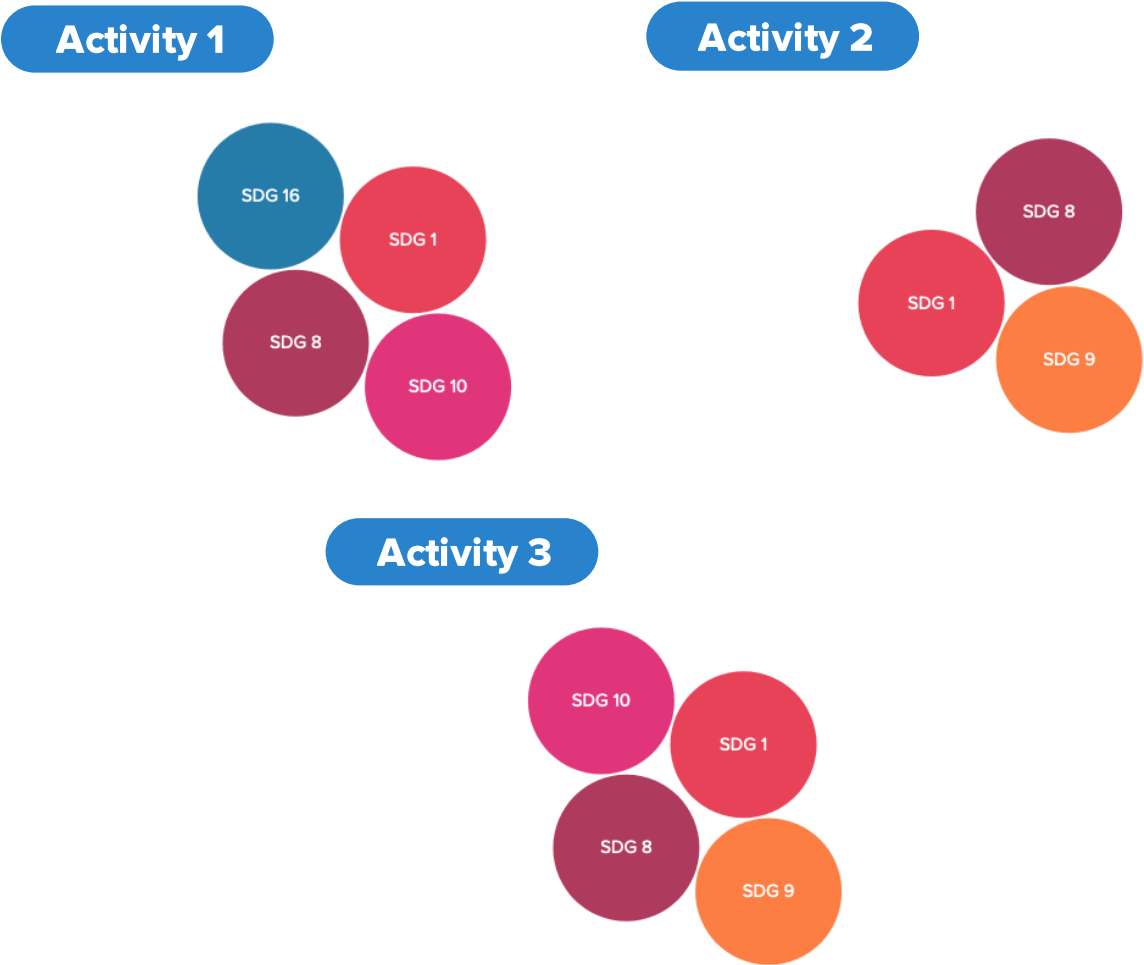 Activity 1
SDG 16
SDG 1
SDG 8
SDG 10
Activity 2
SDG 8
SDG 1
SDG 9
Activity 3
SDG 10
SDG 1
SDG 8
SDG 9